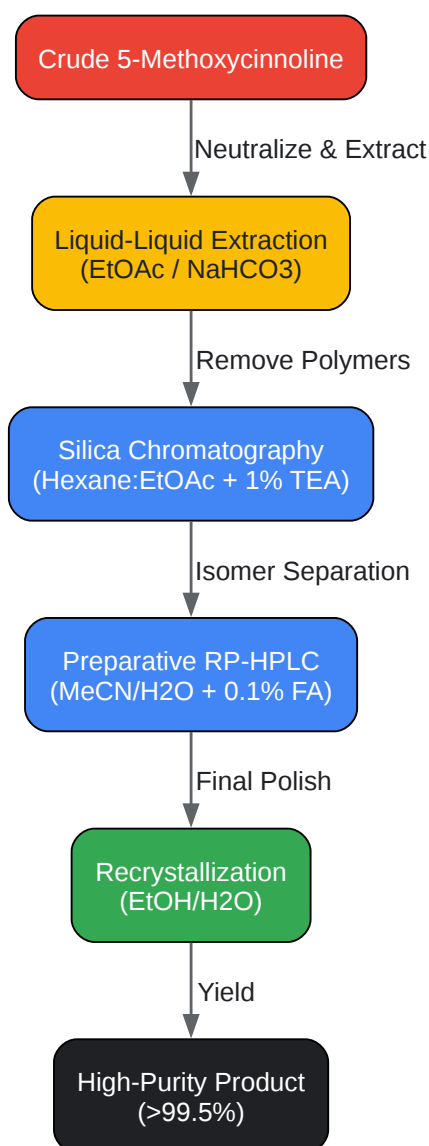 Crude 5-Methoxycinnoline
Neutralize & Extract
Liquid-Liquid Extraction
(EtOAc / NaHCO3)
Remove Polymers
Silica Chromatography
(Hexane:EtOAc + 1% TEA)
Isomer Separation
Preparative RP-HPLC
(MeCN/H2O + 0.1% FA)
Final Polish
Recrystallization
(EtOH/H2O)
Yield
High-Purity Product
(>99.5%)